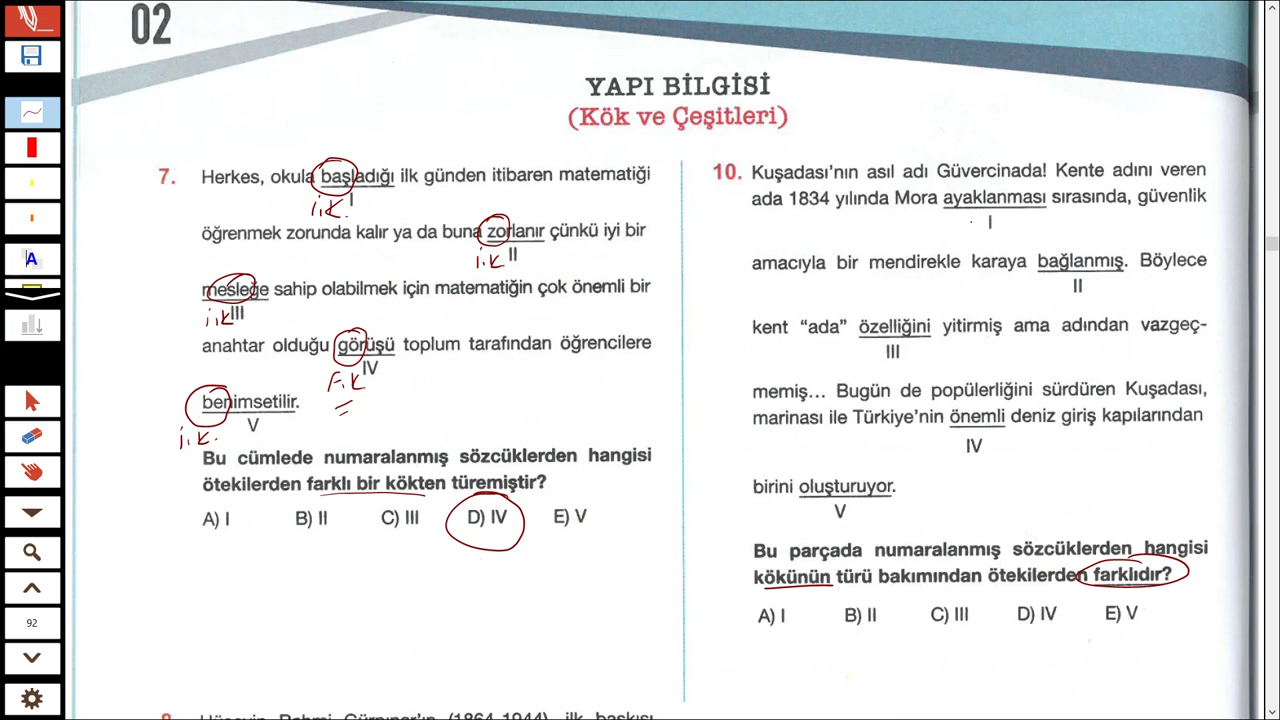 02
YAPI BİLGİSİ
(Kök ve Çeşitleri)
7. Herkes, okula başladığı ilk günden itibaren matematiği
I
i.k.
öğrenmek zorunda kalır ya da buna zorlanır çünkü iyi bir
II
i.k
mesleğe sahip olabilmek için matematiğin çok önemli bir
III
i.k
anahtar olduğu görüşü toplum tarafından öğrencilere
IV
F.k
benimsetilir.
V
i.k.
Bu cümlede numaralanmış sözcüklerden hangisi
ötekilerden farklı bir kökten türemiştir?
A) I B) II C) III D) IV E) V
10. Kuşadası’nın asıl adı Güvercinada! Kente adını veren
ada 1834 yılında Mora ayaklanması sırasında, güvenlik
I
amacıyla bir mendirekle karaya bağlanmış. Böylece
II
kent “ada” özelliğini yitirmiş ama adından vazgeç-
III
memiş... Bugün de popülerliğini sürdüren Kuşadası,
marinası ile Türkiye’nin önemli deniz giriş kapılarından
IV
birini oluşturuyor.
V
Bu parçada numaralanmış sözcüklerden hangisi
kökünün türü bakımından ötekilerden farklıdır?
A) I B) II C) III D) IV E) V
A
92